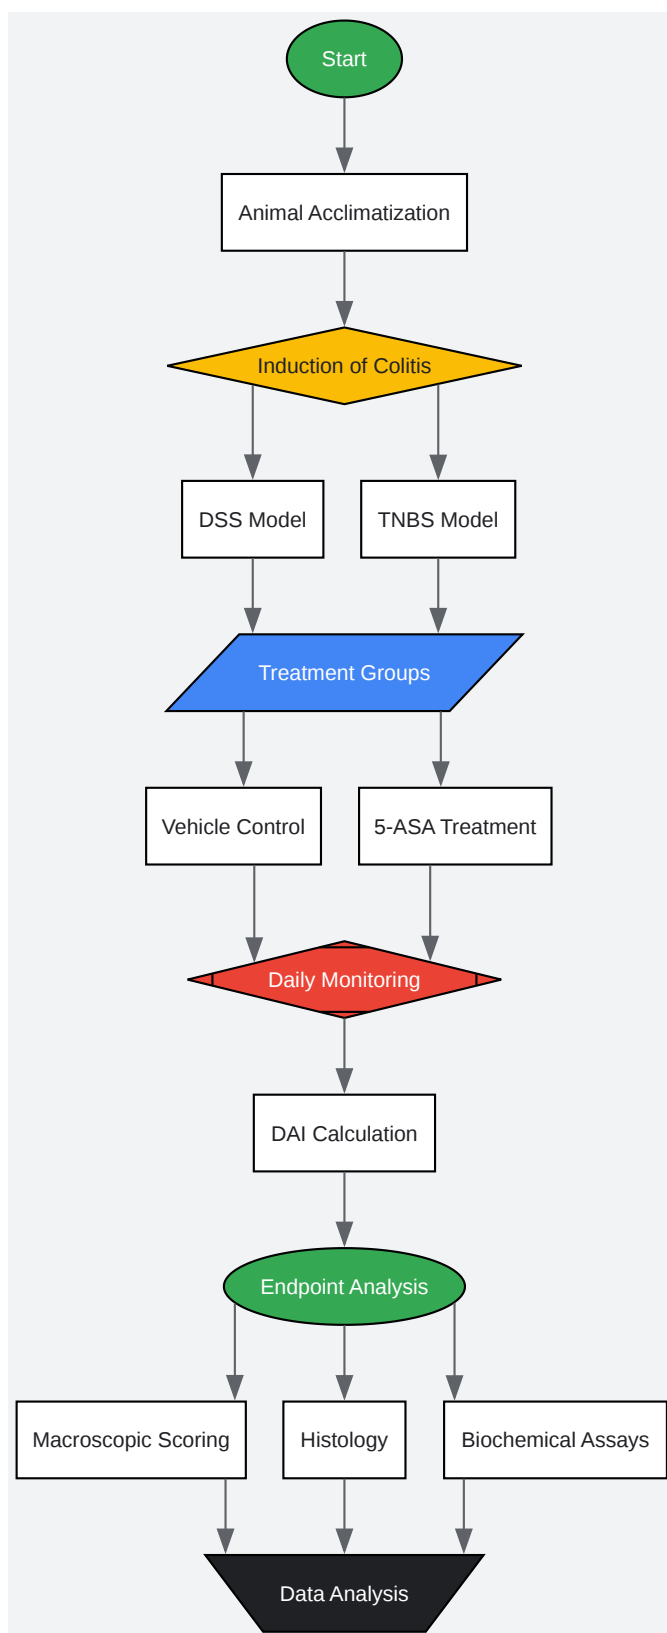 Start
Animal Acclimatization
Induction of Colitis
DSS Model
TNBS Model
Treatment Groups
Vehicle Control
5-ASA Treatment
Daily Monitoring
DAI Calculation
Endpoint Analysis
Macroscopic Scoring
Histology
Biochemical Assays
Data Analysis